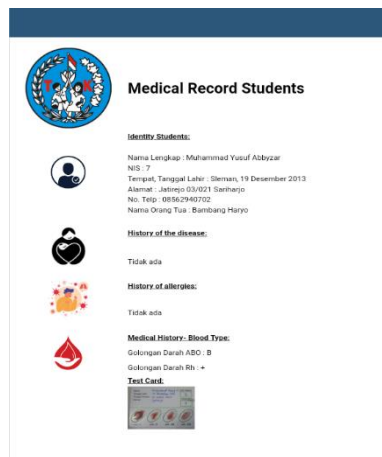 T K
Medical Record Students
Identity Students:
Nama Lengkap : Muhammad Yusuf Abbyzar
NIS : 7
Tempat, Tanggal Lahir : Sleman, 19 Desember 2013
Alamat : Jatirejo 03/021 Sariharjo
No. Telp : 08562940702
Nama Orang Tua : Bambang Haryo
History of the disease:
Tidak ada
History of allergies:
Tidak ada
Medical History- Blood Type:
Golongan Darah ABO : B
Golongan Darah Rh : +
Test Card: